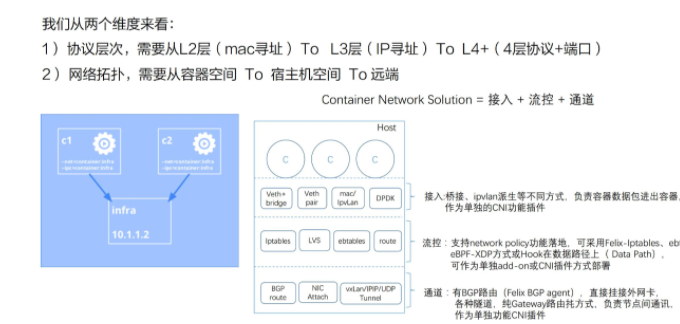 我们从两个维度来看：
1）协议层次，需要从L2层（mac寻址）To L3层（IP寻址）To L4+（4层协议+端口）
2）网络拓扑，需要从容器空间 To 宿主机空间 To 远端
Container Network Solution = 接入 + 流控 + 通道
c1
--net=container:infra
--ipc=container:infra
c2
--net=container:infra
--ipc=container:infra
infra
10.1.1.2
Host
C
C
C
Veth+
bridge
Veth
pair
mac/
IpvLan
DPDK
接入:桥接、ipvlan派生等不同方式，负责容器数据包进出容器，
作为单独的CNI功能插件
Iptables
LVS
ebtables
route
流控：支持network policy功能落地，可采用Felix-Iptables、ebt
eBPF-XDP方式或Hook在数据路径上（ Data Path），
可作为单独add-on或CNI插件方式部署
BGP
route
NIC
Attach
vxLan/IPIP/UDP
Tunnel
通道：有BGP路由（Felix BGP agent），直接挂接外网卡，
各种隧道，纯Gateway路由扥方式，负责节点间通讯，
作为单独功能CNI插件